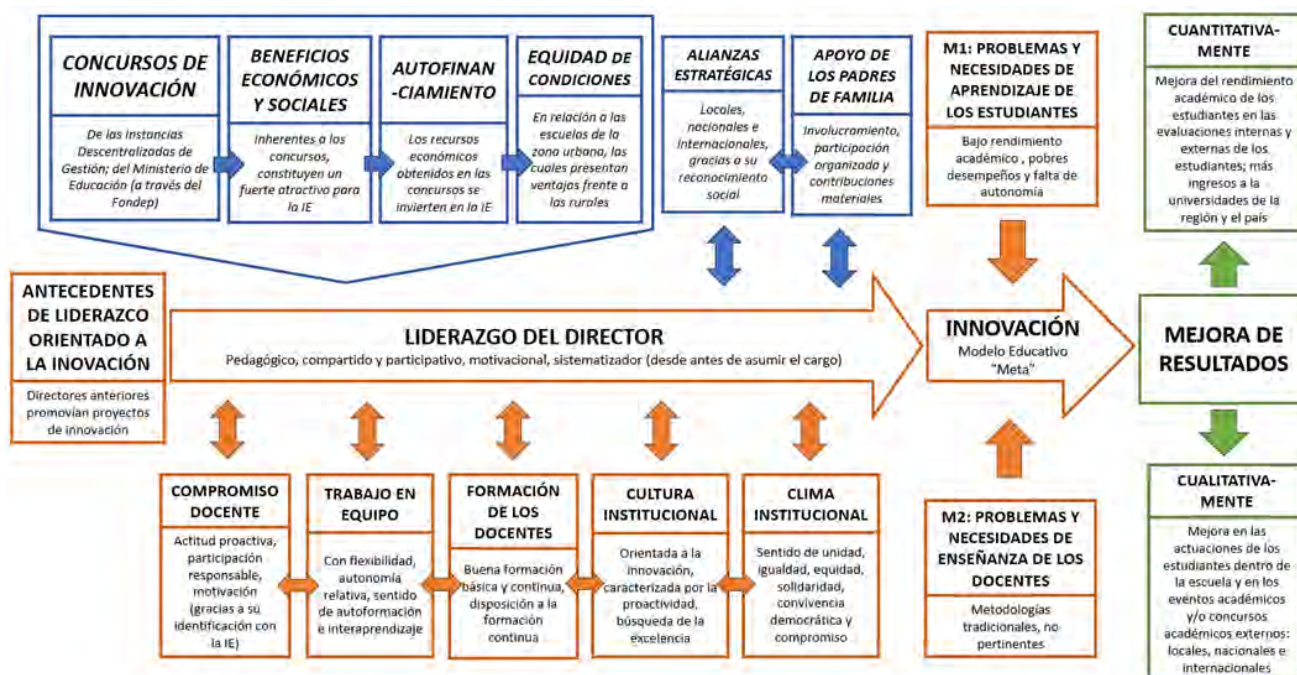 CONCURSOS DE
INNOVACIÓN
De las instancias
Descentralizadas de
Gestión; del Ministerio de
Educación (a través del
Fondep)
BENEFICIOS
ECONÓMICOS
Y SOCIALES
Inherentes a los
concursos,
constituyen un
fuerte atractivo para
la IE
AUTOFINAN
-CIAMIENTO
Los recursos
económicos
obtenidos en las
concursos se
invierten en la IE
EQUIDAD DE
CONDICIONES
En relación a las
escuelas de la
zona urbana, las
cuales presentan
ventajas frente a
las rurales
ALIANZAS
ESTRATÉGICAS
Locales,
nacionales e
internacionales,
gracias a su
reconocimiento
social
APOYO DE
LOS PADRES
DE FAMILIA
Involucramiento,
participación
organizada y
contribuciones
materiales
M1: PROBLEMAS Y
NECESIDADES DE
APRENDIZAJE DE
LOS ESTUDIANTES
Bajo rendimiento
académico , pobres
desempeños y falta de
autonomía
CUANTITATIVA-
MENTE
Mejora del rendimiento
académico de los
estudiantes en las
evaluaciones internas y
externas de los
estudiantes; más
ingresos a la
universidades de la
región y el país
ANTECEDENTES
DE LIDERAZCO
ORIENTADO A
LA INOVACIÓN
Directores anteriores
promovían proyectos
de innovación
LIDERAZGO DEL DIRECTOR
Pedagógico, compartido y participativo, motivacional, sistematizador (desde antes de asumir el cargo)
INNOVACIÓN
Modelo Educativo
"Meta"
MEJORA DE
RESULTADOS
COMPROMISO
DOCENTE
Actitud proactiva,
participación
responsable,
motivación
(gracias a su
identificación con
la IE)
TRABAJO EN
EQUIPO
Con flexibilidad,
autonomía
relativa, sentido
de autoformación
e interaprendizaje
FORMACIÓN
DE LOS
DOCENTES
Buena formación
básica y continua,
disposición a la
formación
continua
CULTURA
INSTITUCIONAL
Orientada a la
innovación,
caracterizada por la
proactividad,
búsqueda de la
excelencia
CLIMA
INSTITUCIONAL
Sentido de unidad,
igualdad, equidad,
solidaridad,
convivencia
democrática y
compromiso
M2: PROBLEMAS Y
NECESIDADES DE
ENSEÑANZA DE LOS
DOCENTES
Metodologías
tradicionales, no
pertinentes
CUALITATIVA-
MENTE
Mejora en las
actuaciones de los
estudiantes dentro de
la escuela y en los
eventos académicos
y/o concursos
académicos externos:
locales, nacionales e
internacionales